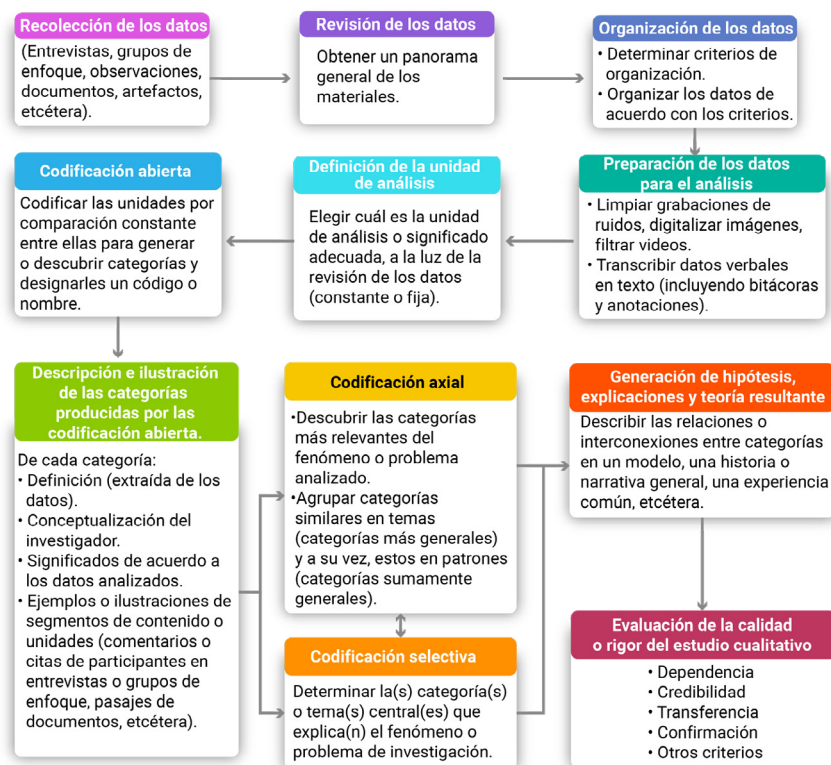 Recolección de los datos
(Entrevistas, grupos de
enfoque, observaciones,
documentos, artefactos,
etcétera).
Revisión de los datos
Obtener un panorama
general de los
materiales.
Organización de los datos
• Determinar criterios de
organización.
• Organizar los datos de
acuerdo con los criterios.
Preparación de los datos
para el análisis
• Limpiar grabaciones de
ruidos, digitalizar imágenes,
filtrar videos.
• Transcribir datos verbales
en texto (incluyendo bitácoras
y anotaciones).
Definición de la unidad
de análisis
Elegir cuál es la unidad
de análisis o significado
adecuada, a la luz de la
revisión de los datos
(constante o fija).
Codificación abierta
Codificar las unidades por
comparación constante
entre ellas para generar
o descubrir categorías y
designarles un código o
nombre.
Descripción e ilustración
de las categorías
producidas por las
codificación abierta.
De cada categoría:
• Definición (extraída de los
datos).
• Conceptualización del
investigador.
• Significados de acuerdo a
los datos analizados.
• Ejemplos o ilustraciones de
segmentos de contenido o
unidades (comentarios o
citas de participantes en
entrevistas o grupos de
enfoque, pasajes de
documentos, etcétera).
Codificación axial
•Descubrir las categorías
más relevantes del
fenómeno o problema
analizado.
•Agrupar categorías
similares en temas
(categorías más generales)
y a su vez, estos en patrones
(categorías sumamente
generales).
Codificación selectiva
Determinar la(s) categoría(s)
o tema(s) central(es) que
explica(n) el fenómeno o
problema de investigación.
Generación de hipótesis,
explicaciones y teoría resultante
Describir las relaciones o
interconexiones entre categorías
en un modelo, una historia o
narrativa general, una experiencia
común, etcétera.
Evaluación de la calidad
o rigor del estudio cualitativo
• Dependencia
• Credibilidad
• Transferencia
• Confirmación
• Otros criterios